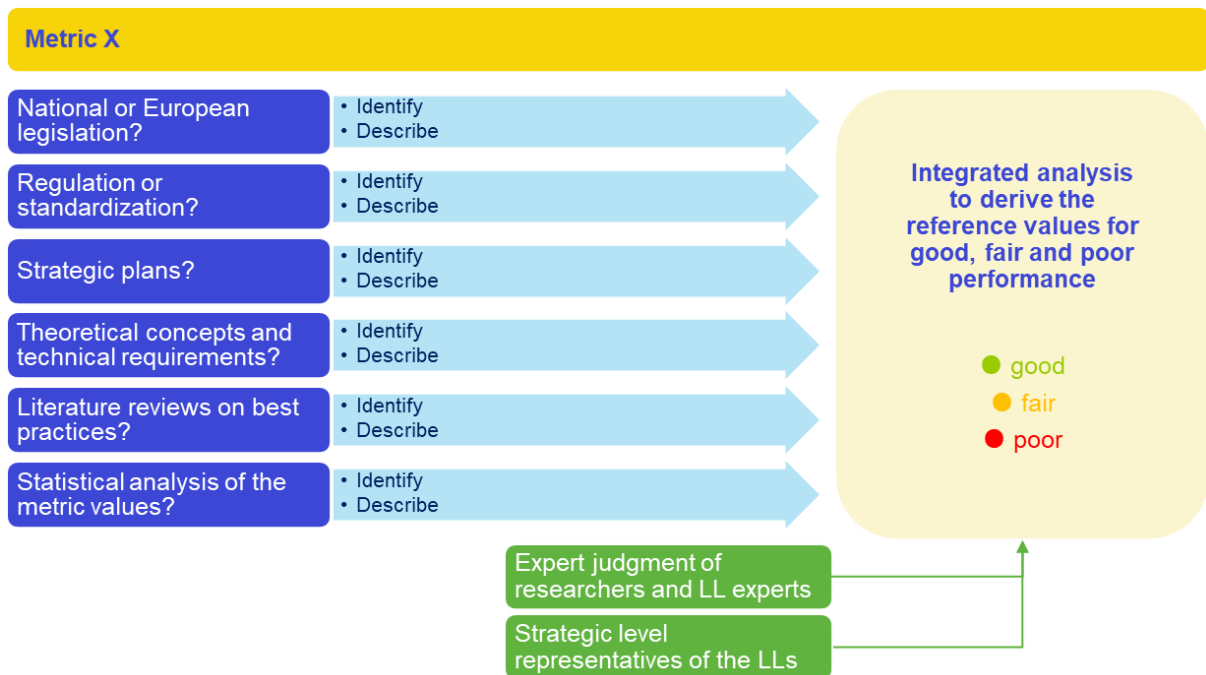 Metric X
National or European
legislation?
• Identify
• Describe
Regulation or
standardization?
• Identify
• Describe
Strategic plans?
• Identify
• Describe
Theoretical concepts and
technical requirements?
• Identify
• Describe
Literature reviews on best
practices?
• Identify
• Describe
Statistical analysis of the
metric values?
• Identify
• Describe
Integrated analysis
to derive the
reference values for
good, fair and poor
performance
good
fair
poor
Expert judgment of
researchers and LL experts
Strategic level
representatives of the LLs